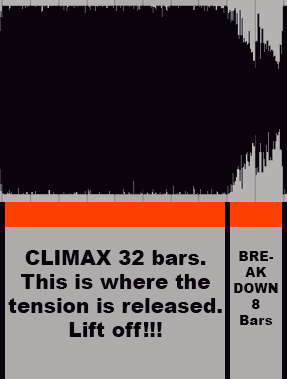 CLIMAX 32 bars.
This is where the
tension is released.
Lift off!!!
BRE-
AK
DOWN
8
Bars